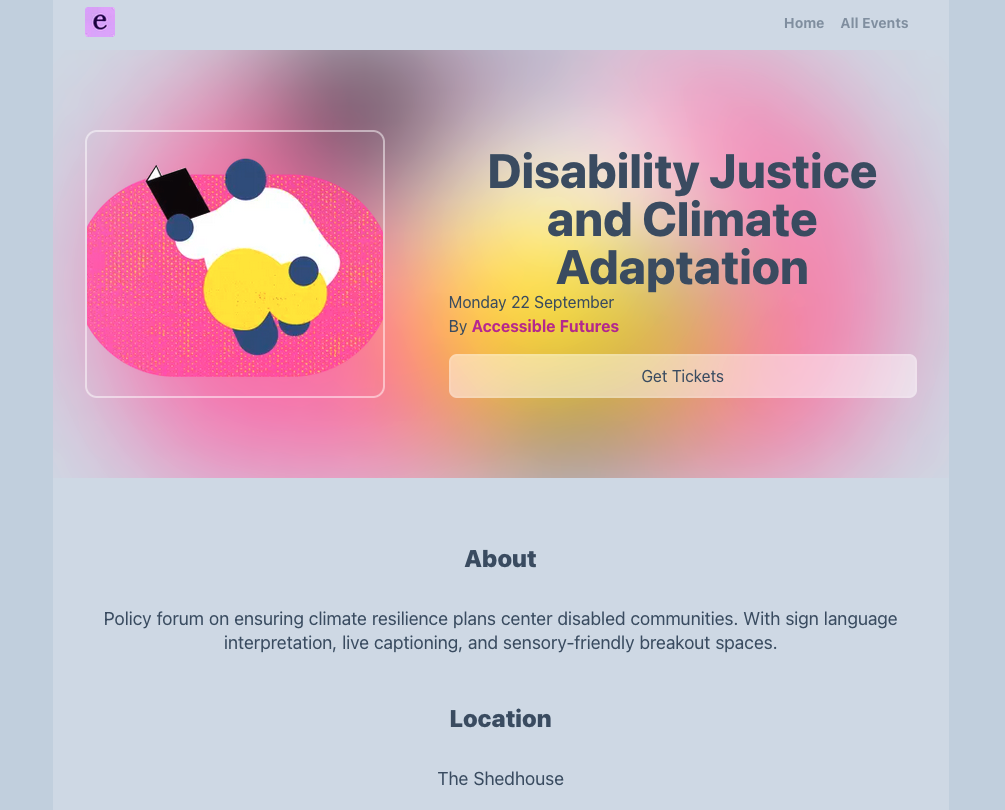 e
Home
All Events
Disability Justice
and Climate
Adaptation
Monday 22 September
By Accessible Futures
Get Tickets
About
Policy forum on ensuring climate resilience plans center disabled communities. With sign language
interpretation, live captioning, and sensory-friendly breakout spaces.
Location
The Shedhouse